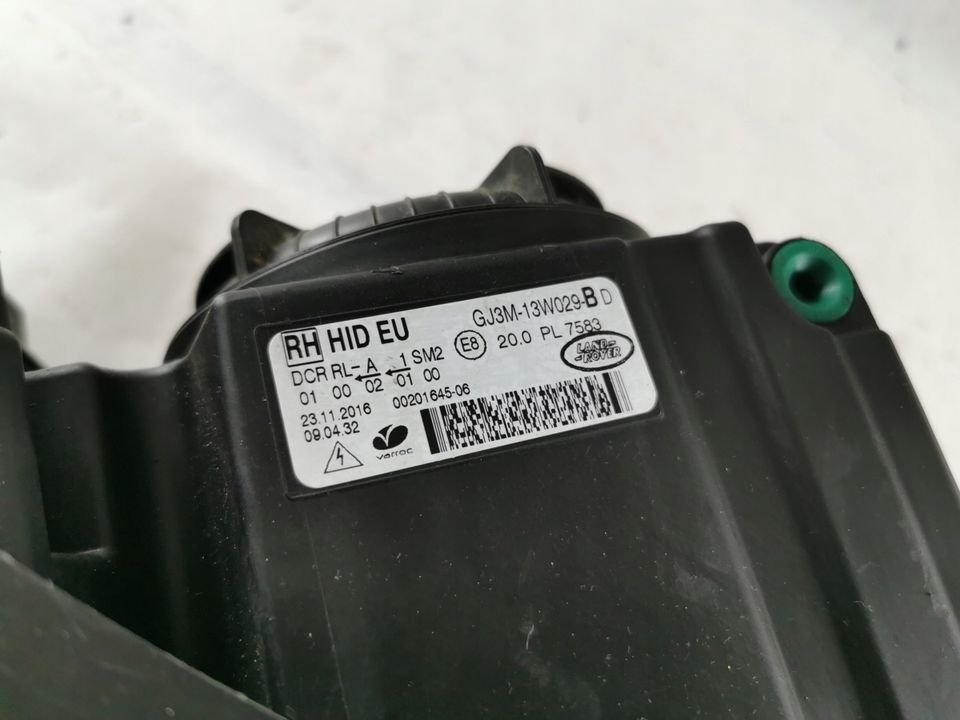 RH HID EU GJ3M-13W029-B D
DCR RL- A 1 SM2 E8 20.0 PL 7583
01 00 02 01 00 LAND-
-ROVER
23.11.2016 00201645-06
09.04.32
varroc